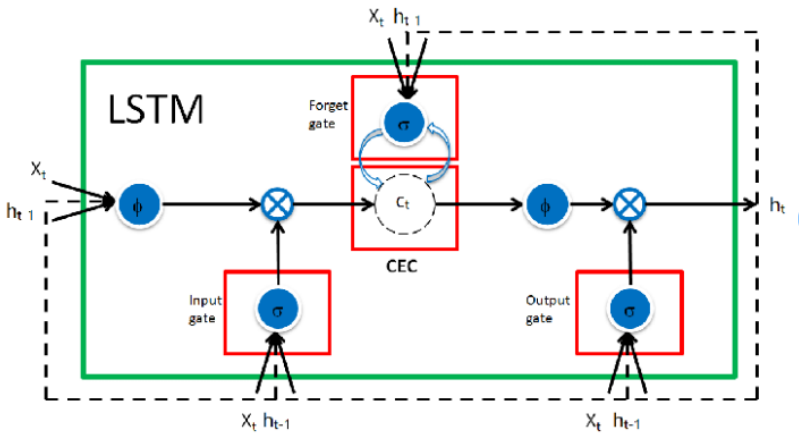 Xₜ hₜ₋₁
LSTM
Forget
gate
σ
Xₜ
hₜ₋₁
ϕ
Cₜ
ϕ
hₜ
CEC
Input
gate
σ
Output
gate
σ
Xₜ hₜ₋₁
Xₜ hₜ₋₁